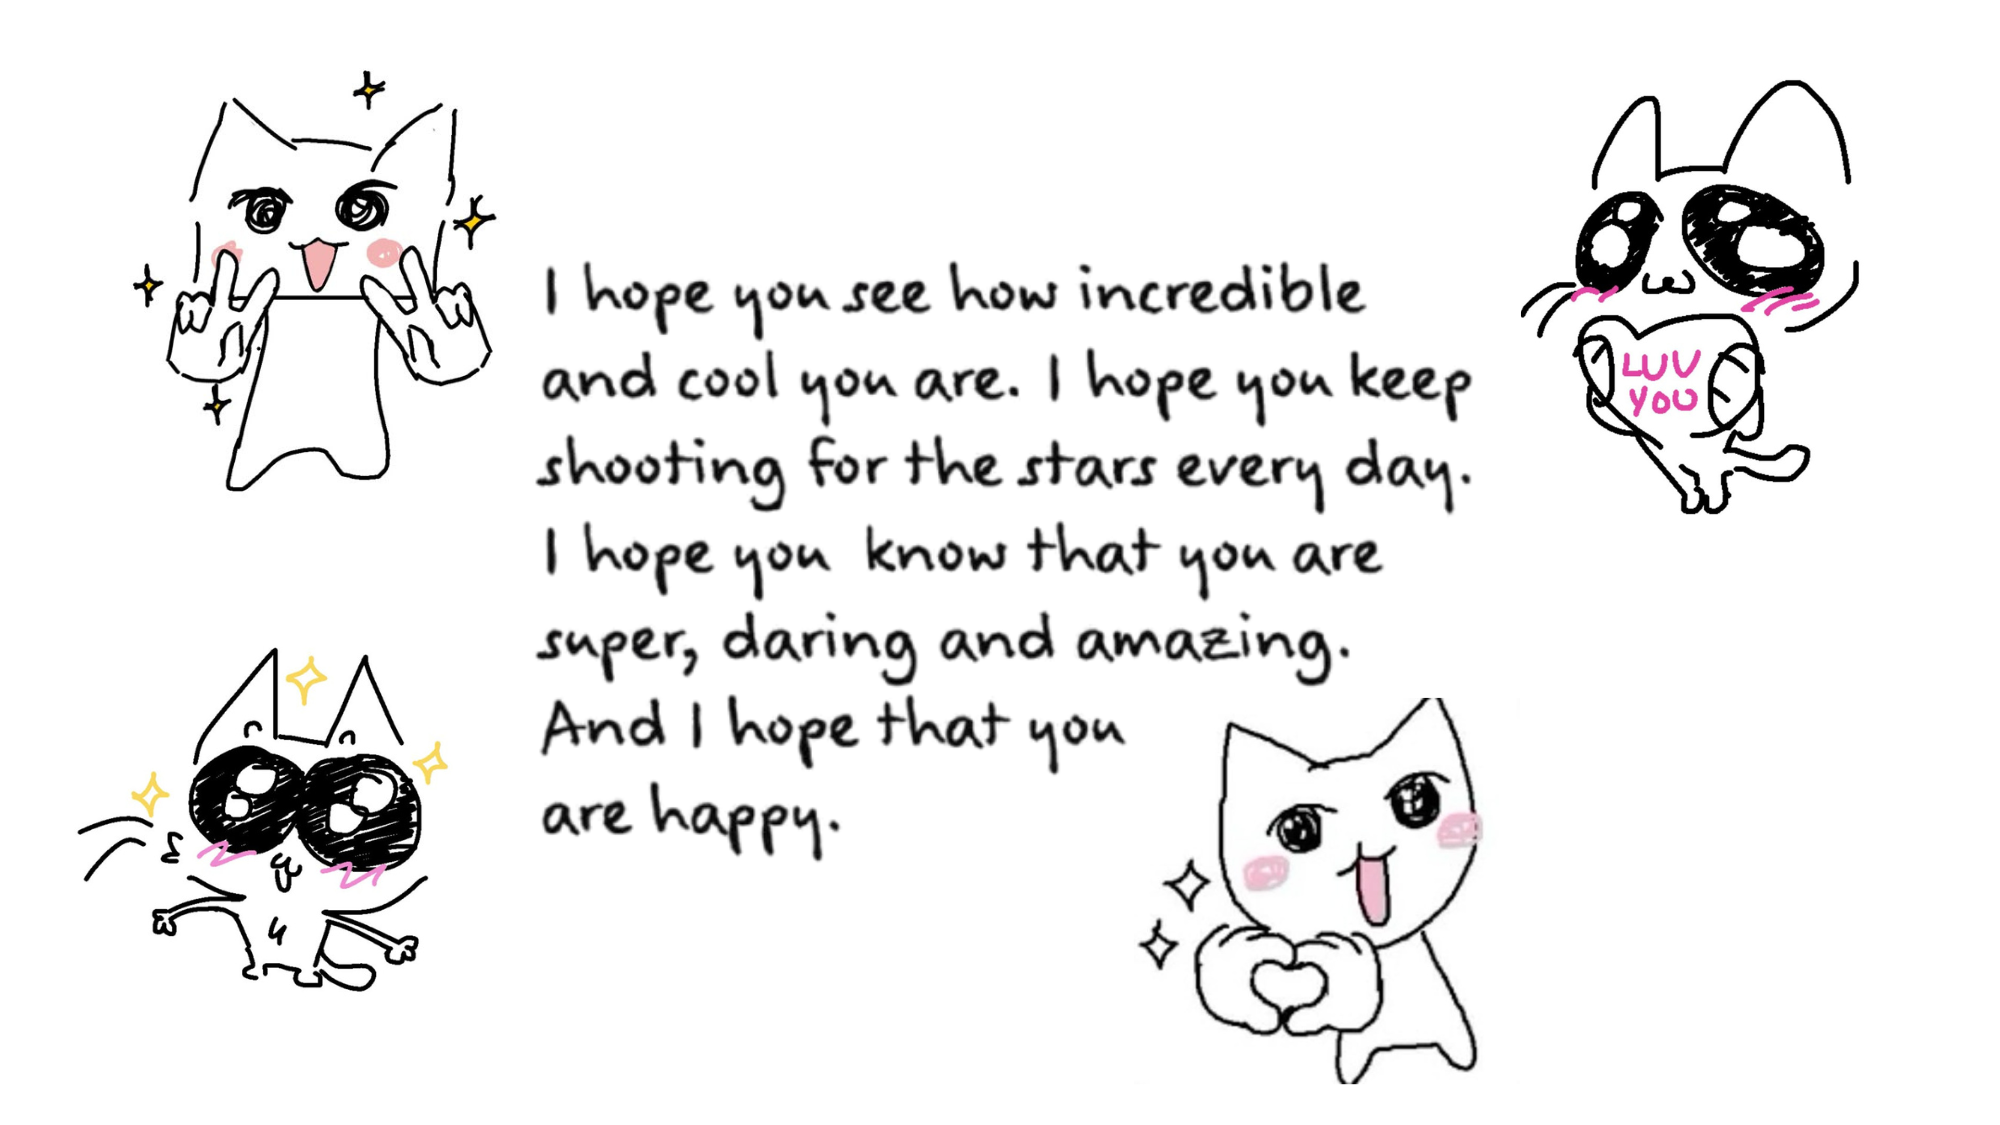 I hope you see how incredible
and cool you are. I hope you keep
shooting for the stars every day.
I hope you know that you are
super, daring and amazing.
And I hope that you
are happy.
LUV
YOU